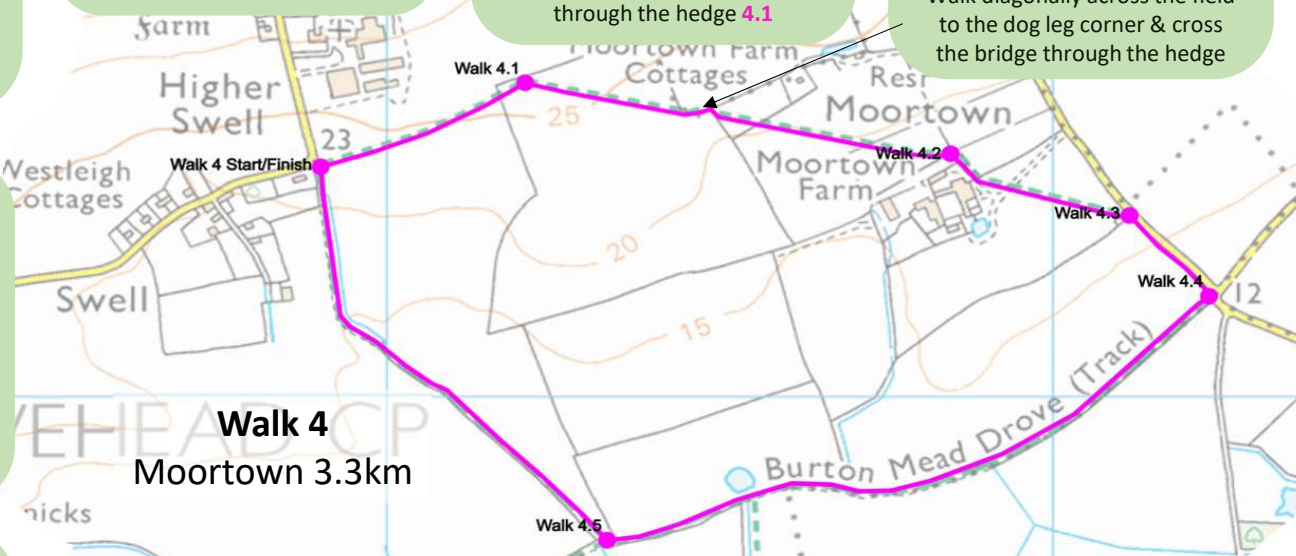 through the hedge 4.1
Walk diagonally across the field
to the dog leg corner & cross
the bridge through the hedge
Farm
Moortown Farm
Cottages
Walk 4.1
Higher
Swell
25
Resr
Moortown
23
Walk 4 Start/Finish
Westleigh
Cottages
Walk 4.2
Moortown
Farm
Walk 4.3
20
Swell
Walk 4.4
12
15
Burton Mead Drove (Track)
CP
Walk 4
Moortown 3.3km
Walk 4.5